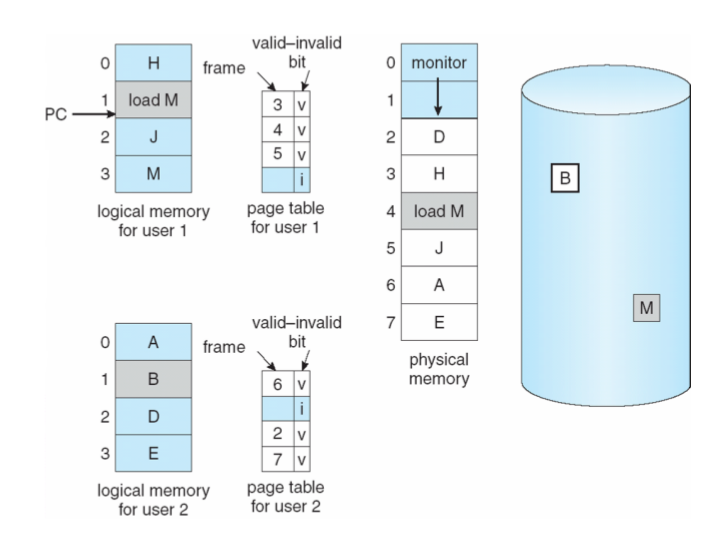 valid–invalid
bit
frame
0 H
1 load M
2 J
3 M
PC
3 v
4 v
5 v
i
logical memory
for user 1
page table
for user 1
0 monitor
1
2 D
3 H
4 load M
5 J
6 A
7 E
physical
memory
B
M
valid–invalid
bit
frame
0 A
1 B
2 D
3 E
6 v
i
2 v
7 v
logical memory
for user 2
page table
for user 2